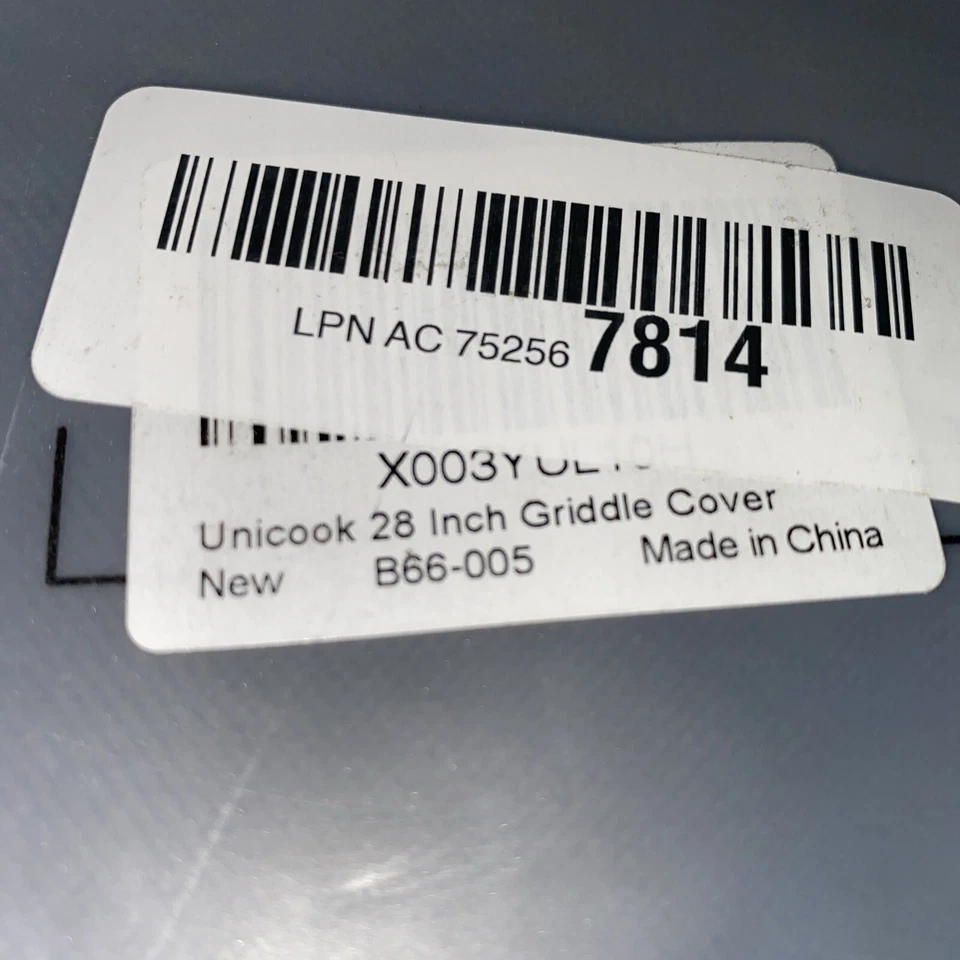 LPN AC 75256 7814
Unicook 28 Inch Griddle Cover
New B66-005 Made in China